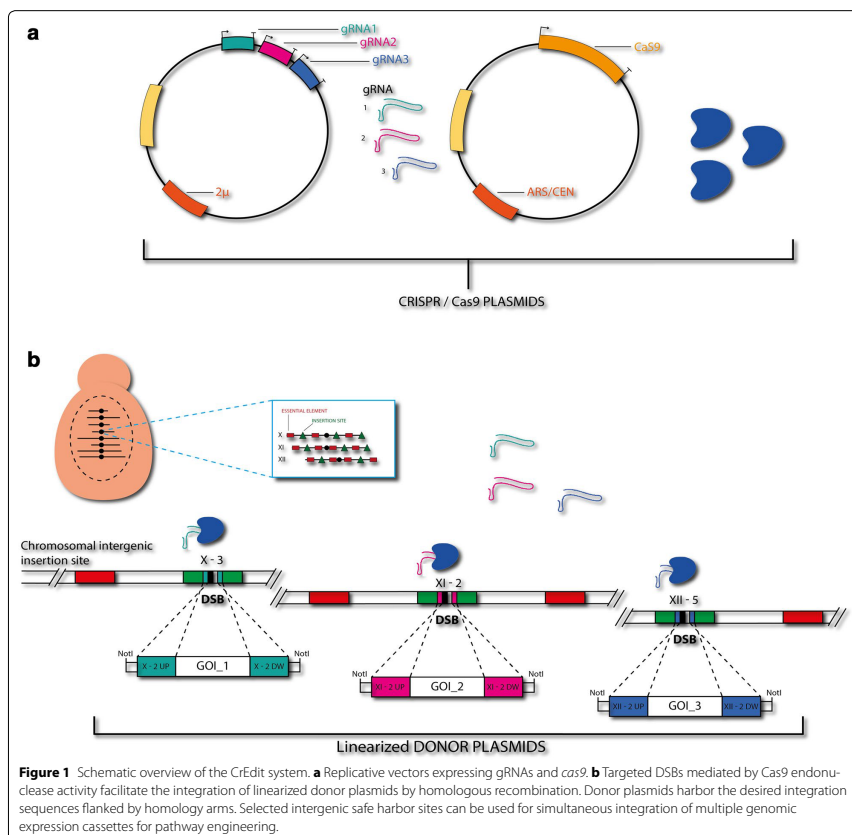 a
gRNA1
gRNA2
gRNA3
CaS9
gRNA
1
2
3
2μ
ARS/CEN
CRISPR / Cas9 PLASMIDS
b
ESSENTIAL ELEMENT
INSERTION SITE
X
XI
XII
Chromosomal intergenic
insertion site
X - 3
DSB
XI - 2
DSB
XII - 5
DSB
NotI
X - 2 UP
GOI_1
X - 2 DW
NotI
NotI
XI - 2 UP
GOI_2
XI - 2 DW
NotI
NotI
XII - 2 UP
GOI_3
XII - 2 DW
NotI
Linearized DONOR PLASMIDS
Figure 1 Schematic overview of the CrEdit system. a Replicative vectors expressing gRNAs and cas9. b Targeted DSBs mediated by Cas9 endonu-
clease activity facilitate the integration of linearized donor plasmids by homologous recombination. Donor plasmids harbor the desired integration
sequences flanked by homology arms. Selected intergenic safe harbor sites can be used for simultaneous integration of multiple genomic
expression cassettes for pathway engineering.